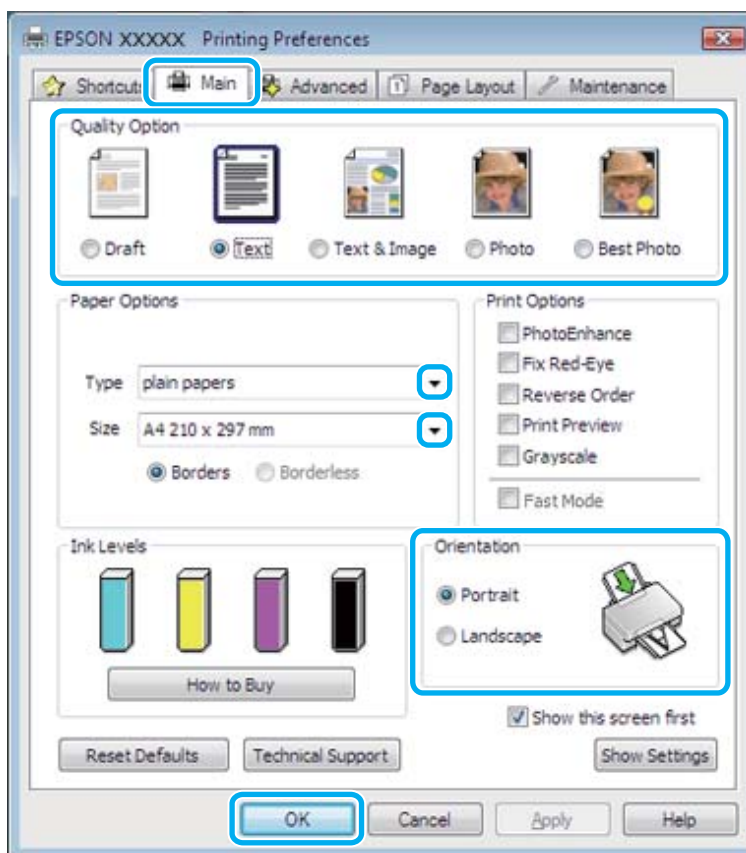 EPSON XXXXX Printing Preferences
Shortcuts Main Advanced 1 Page Layout Maintenance
Quality Option
Draft Text Text & Image Photo Best Photo
Paper Options
Type plain papers
Size A4 210 x 297 mm
Borders Borderless
Print Options
PhotoEnhance
Fix Red-Eye
Reverse Order
Print Preview
Grayscale
Fast Mode
Ink Levels
How to Buy
Orientation
Portrait
Landscape
Show this screen first
Reset Defaults Technical Support Show Settings
OK Cancel Apply Help